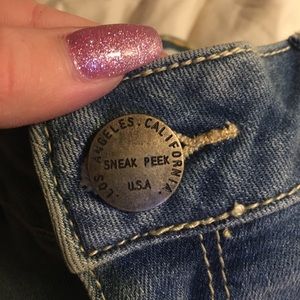 LOS ANGELES. CALIFORNIA.
SNEAK PEEK
U.S.A